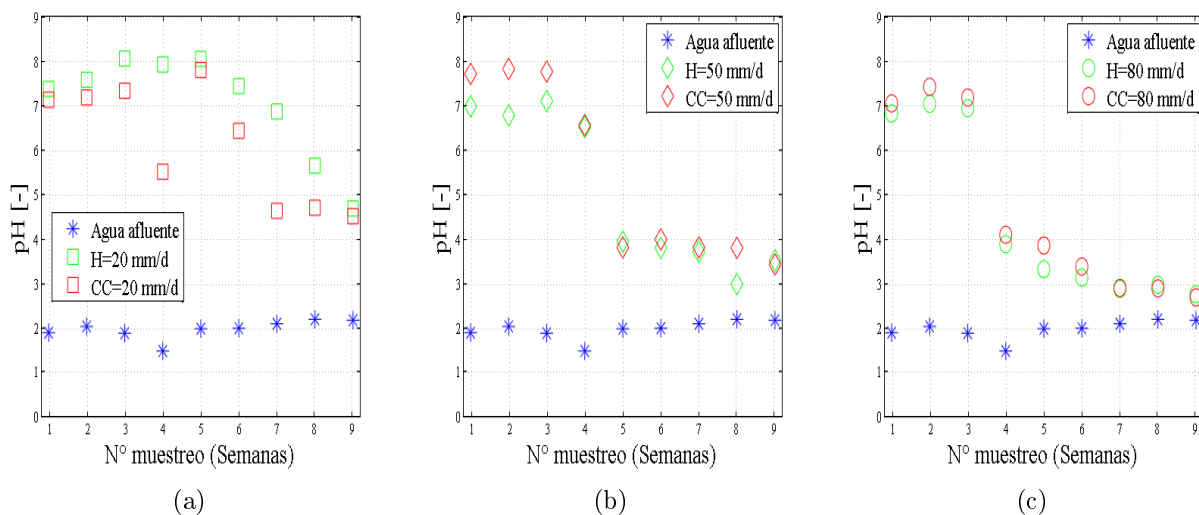 pH [-]
9
8
7
6
5
4
3
2
1
0
Agua afluente
H=20 mm/d
CC=20 mm/d
1 2 3 4 5 6 7 8 9
N° muestreo (Semanas)
(a)
pH [-]
9
8
7
6
5
4
3
2
1
0
Agua afluente
H=50 mm/d
CC=50 mm/d
1 2 3 4 5 6 7 8 9
N° muestreo (Semanas)
(b)
pH [-]
9
8
7
6
5
4
3
2
1
0
Agua afluente
H=80 mm/d
CC=80 mm/d
1 2 3 4 5 6 7 8 9
N° muestreo (Semanas)
(c)